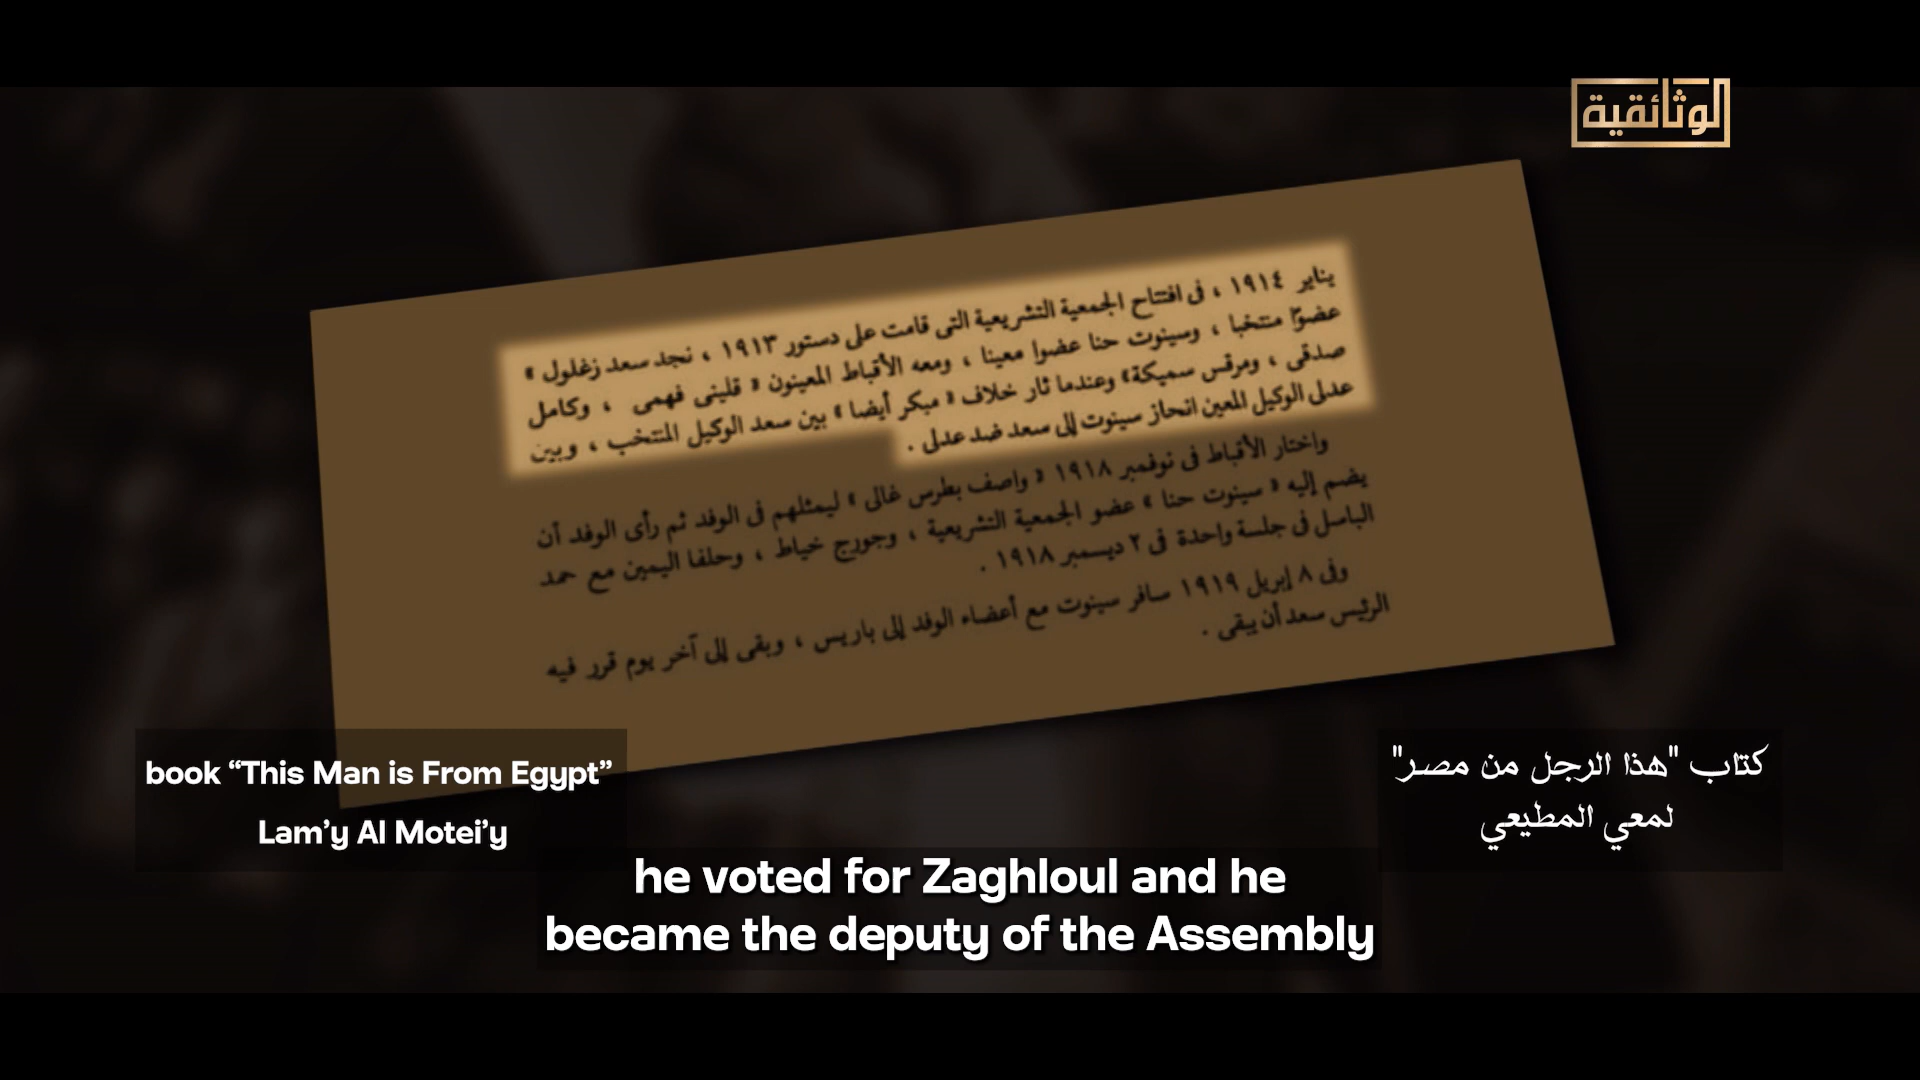 الوثائقية
يناير ١٩١٤ ، فى افتتاح الجمعية التشريعية التى قامت على دستور ١٩١٣ ، نجد سعد زغلول «
عضوًا منتخبا ، وسينوت حنا عضوا معينا ، ومعه الأقباط المعينون « قلينى فهمى ، وكامل
صدقى ، ومرقس سميكة» وعندما ثار خلاف « مبكر أيضا » بين سعد الوكيل المنتخب ، وبين
عدلى الوكيل المعين انحاز سينوت إلى سعد ضد عدلى .
واختار الأقباط فى نوفمبر ١٩١٨ « واصف بطرس غالى » ليمثلهم فى الوفد ثم رأى الوفد أن
يضم إليه « سينوت حنا » عضو الجمعية التشريعية ، وجورج خياط ، وحلفا اليمين مع حمد
الباسل فى جلسة واحدة فى ٢ ديسمبر ١٩١٨ .
وفى ٨ إبريل ١٩١٩ سافر سينوت مع أعضاء الوفد إلى باريس ، وبقى إلى آخر يوم قرر فيه
الرئيس سعد أن يبقى .
book “This Man is From Egypt”
Lam’y Al Motei’y
كتاب "هذا الرجل من مصر"
لمعي المطيعي
he voted for Zaghloul and he
became the deputy of the Assembly